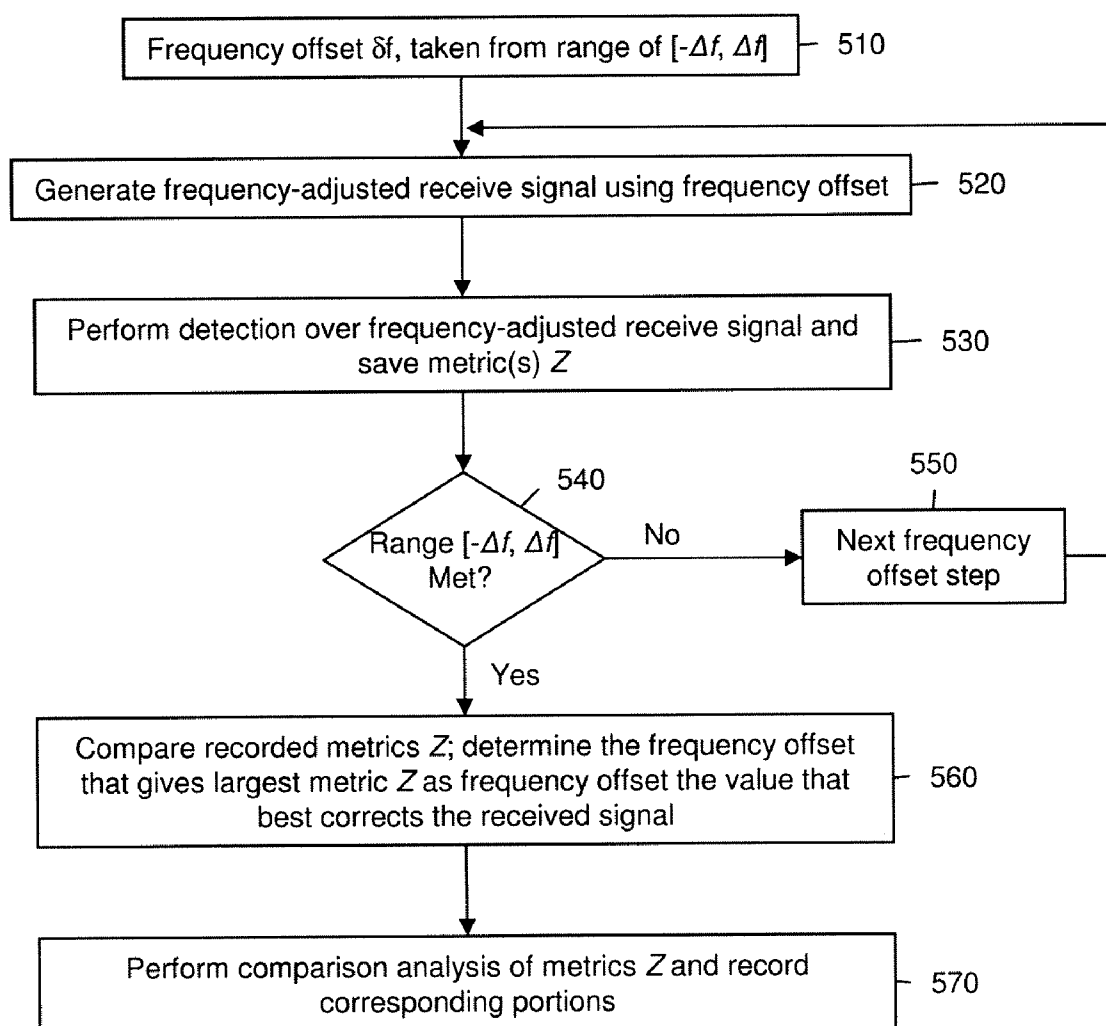 Frequency offset δf, taken from range of [-Δf, Δf]
510
Generate frequency-adjusted receive signal using frequency offset
520
Perform detection over frequency-adjusted receive signal and
save metric(s) Z
530
540
Range [-Δf, Δf]
Met?
No
550
Next frequency
offset step
Yes
Compare recorded metrics Z; determine the frequency offset
that gives largest metric Z as frequency offset the value that
best corrects the received signal
560
Perform comparison analysis of metrics Z and record
corresponding portions
570